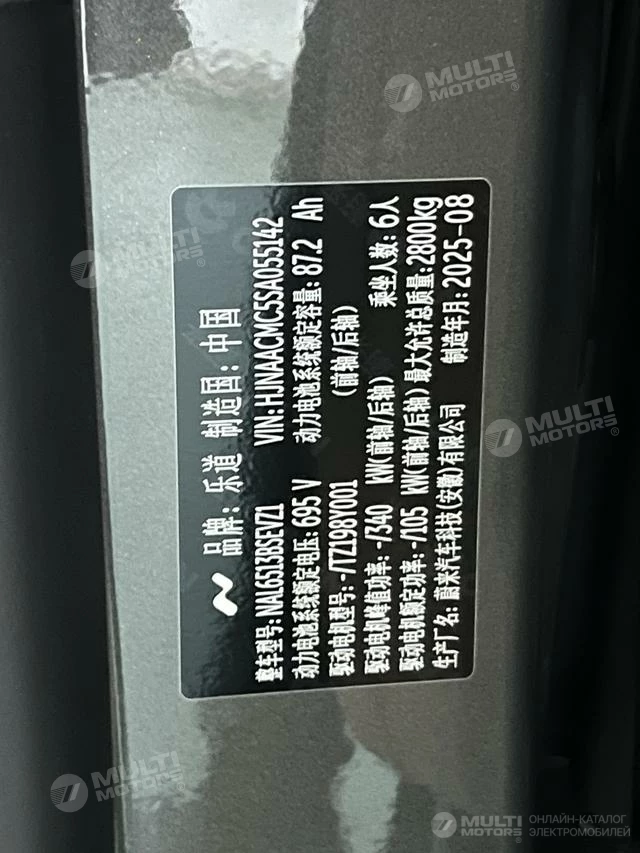 品牌: 乐道 制造国: 中国
整车型号: NAL6513BSEVZ1 VIN: HJNAACMC5SA055142
动力电池系统额定电压: 695 V 动力电池系统额定容量: 87.2 Ah
驱动电机型号: -/TZ198Y001 (前轴/后轴)
驱动电机峰值功率: -/340 kW(前轴/后轴) 乘坐人数: 6人
驱动电机额定功率: -/105 kW(前轴/后轴) 最大允许总质量: 2800kg
生产厂名: 蔚来汽车科技(安徽)有限公司 制造年月: 2025-08
MULTI MOTORS
MULTI MOTORS
MULTI MOTORS
MULTI MOTORS
MULTI MOTORS ОНЛАЙН-КАТАЛОГ ЭЛЕКТРОМОБИЛЕЙ